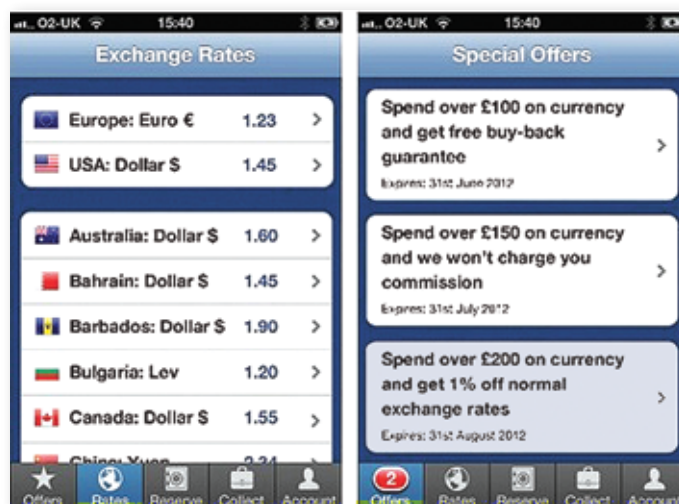 O2-UK 15:40
Exchange Rates
Europe: Euro € 1.23
USA: Dollar $ 1.45
Australia: Dollar $ 1.60
Bahrain: Dollar $ 1.45
Barbados: Dollar $ 1.90
Bulgaria: Lev 1.20
Canada: Dollar $ 1.55
China: Yuan 2.24
Offers Rates Reserve Collect Account
O2-UK 15:40
Special Offers
Spend over £100 on currency
and get free buy-back
guarantee
Expires: 31st June 2012
Spend over £150 on currency
and we won't charge you
commission
Expires: 31st July 2012
Spend over £200 on currency
and get 1% off normal
exchange rates
Expires: 31st August 2012
2
Offers Rates Reserve Collect Account